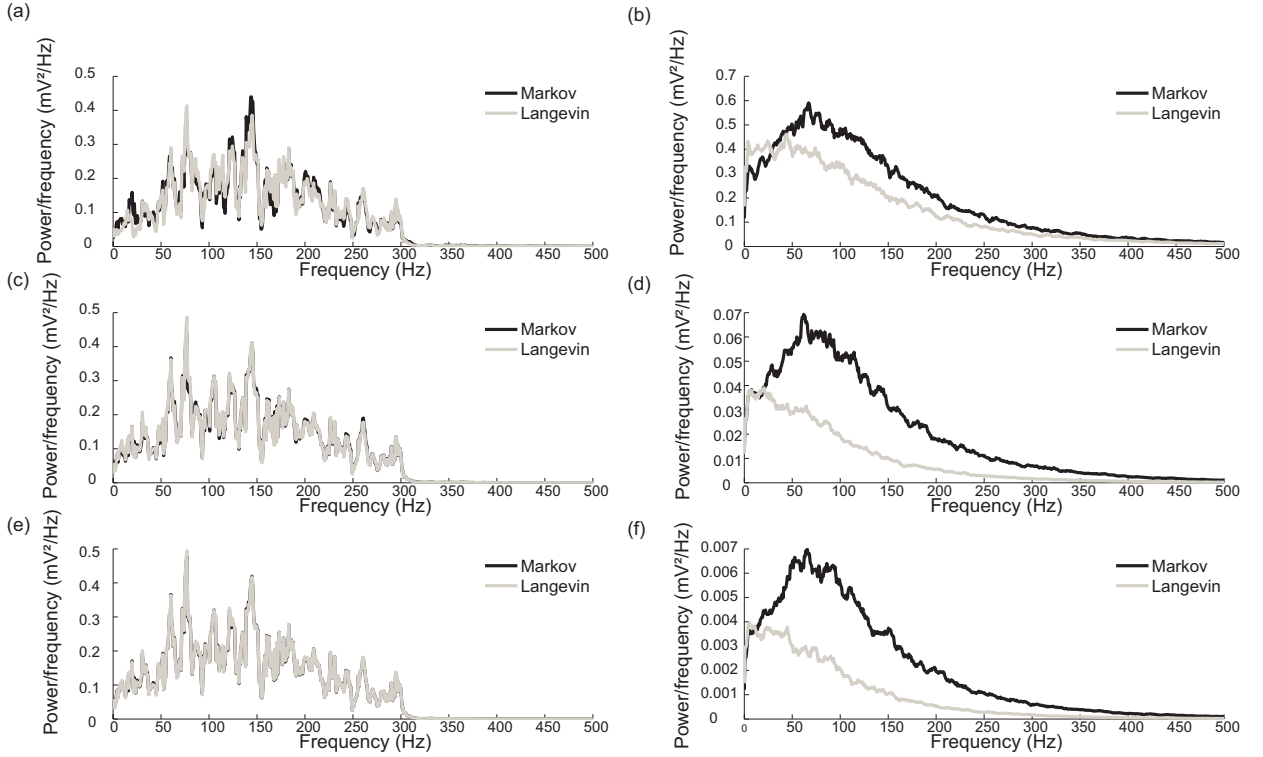 (a)
Power/frequency (mV²/Hz)
0.5
0.4
0.3
0.2
0.1
0
0 50 100 150 200 250 300 350 400 450 500
Frequency (Hz)
Markov
Langevin
(b)
Power/frequency (mV²/Hz)
0.7
0.6
0.5
0.4
0.3
0.2
0.1
0
0 50 100 150 200 250 300 350 400 450 500
Frequency (Hz)
Markov
Langevin
(c)
Power/frequency (mV²/Hz)
0.5
0.4
0.3
0.2
0.1
0
0 50 100 150 200 250 300 350 400 450 500
Frequency (Hz)
Markov
Langevin
(d)
Power/frequency (mV²/Hz)
0.07
0.06
0.05
0.04
0.03
0.02
0.01
0
0 50 100 150 200 250 300 350 400 450 500
Frequency (Hz)
Markov
Langevin
(e)
Power/frequency (mV²/Hz)
0.5
0.4
0.3
0.2
0.1
0
0 50 100 150 200 250 300 350 400 450 500
Frequency (Hz)
Markov
Langevin
(f)
Power/frequency (mV²/Hz)
0.007
0.006
0.005
0.004
0.003
0.002
0.001
0
0 50 100 150 200 250 300 350 400 450 500
Frequency (Hz)
Markov
Langevin